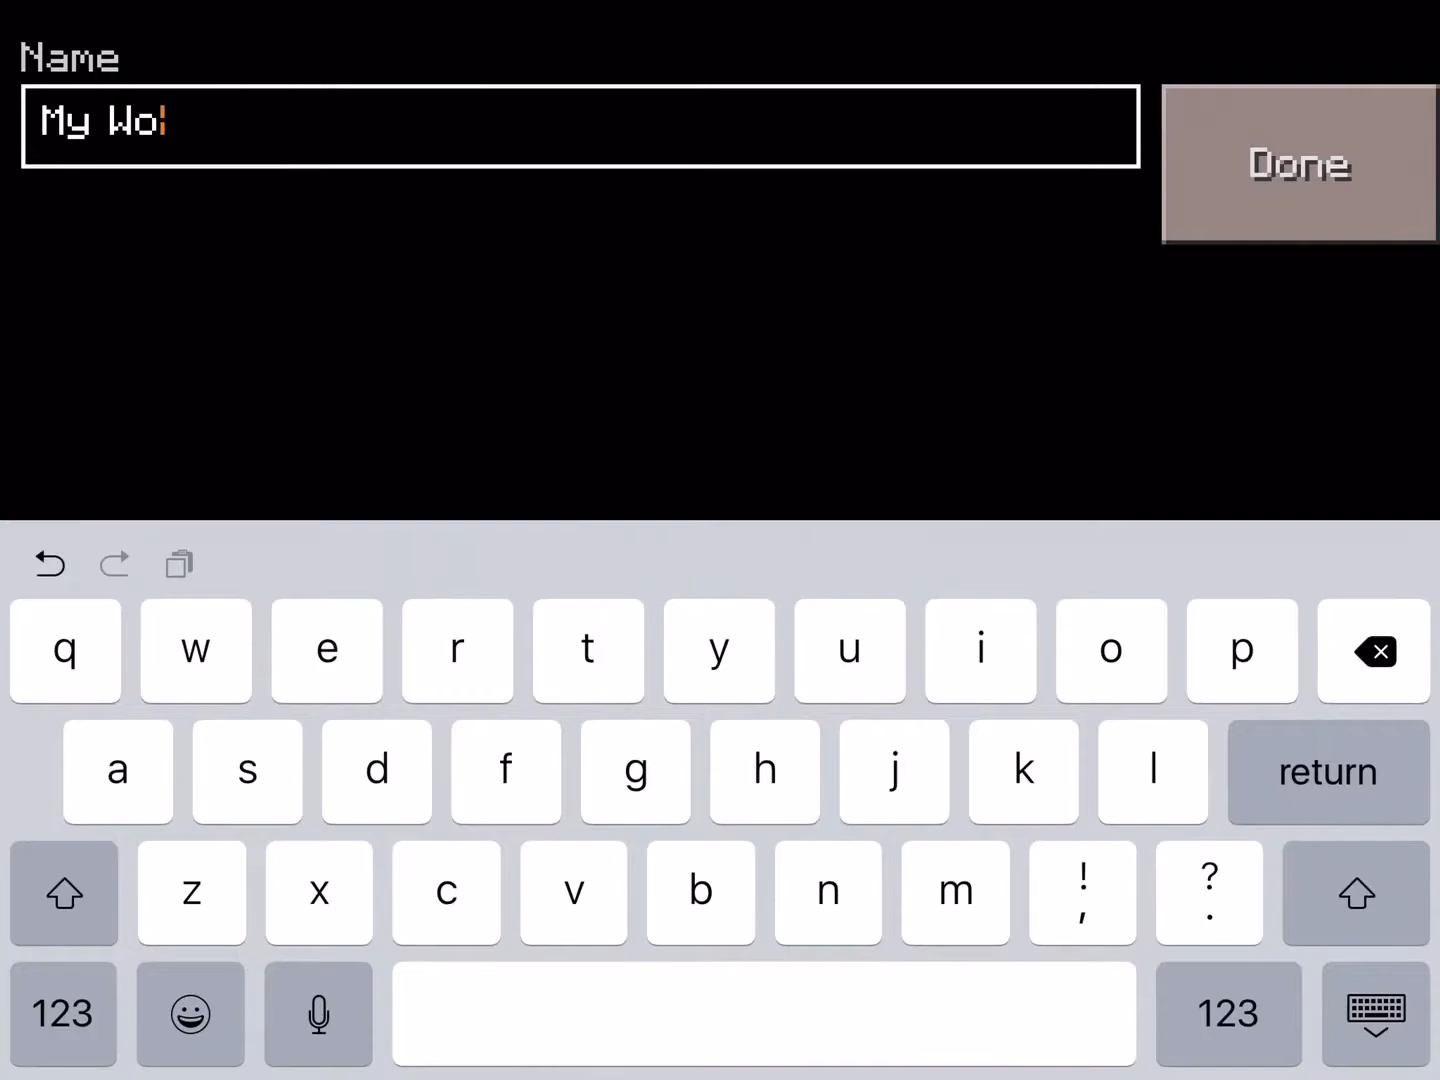 Name
My Wo
Done
q w e r t y u i o p
a s d f g h j k l return
z x c v b n m ! , ? .
123 123